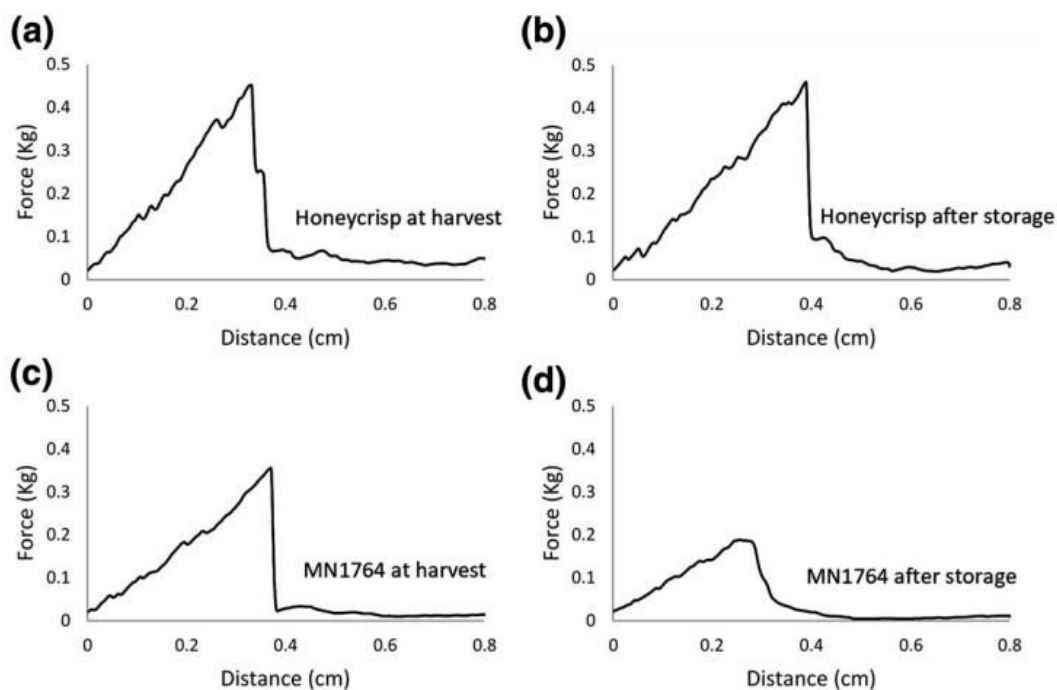 (a)
0.5
0.4
0.3
0.2
0.1
0
Force (Kg)
Honeycrisp at harvest
0 0.2 0.4 0.6 0.8
Distance (cm)
(b)
0.5
0.4
0.3
0.2
0.1
0
Force (Kg)
Honeycrisp after storage
0 0.2 0.4 0.6 0.8
Distance (cm)
(c)
0.5
0.4
0.3
0.2
0.1
0
Force (Kg)
MN1764 at harvest
0 0.2 0.4 0.6 0.8
Distance (cm)
(d)
0.5
0.4
0.3
0.2
0.1
0
Force (Kg)
MN1764 after storage
0 0.2 0.4 0.6 0.8
Distance (cm)